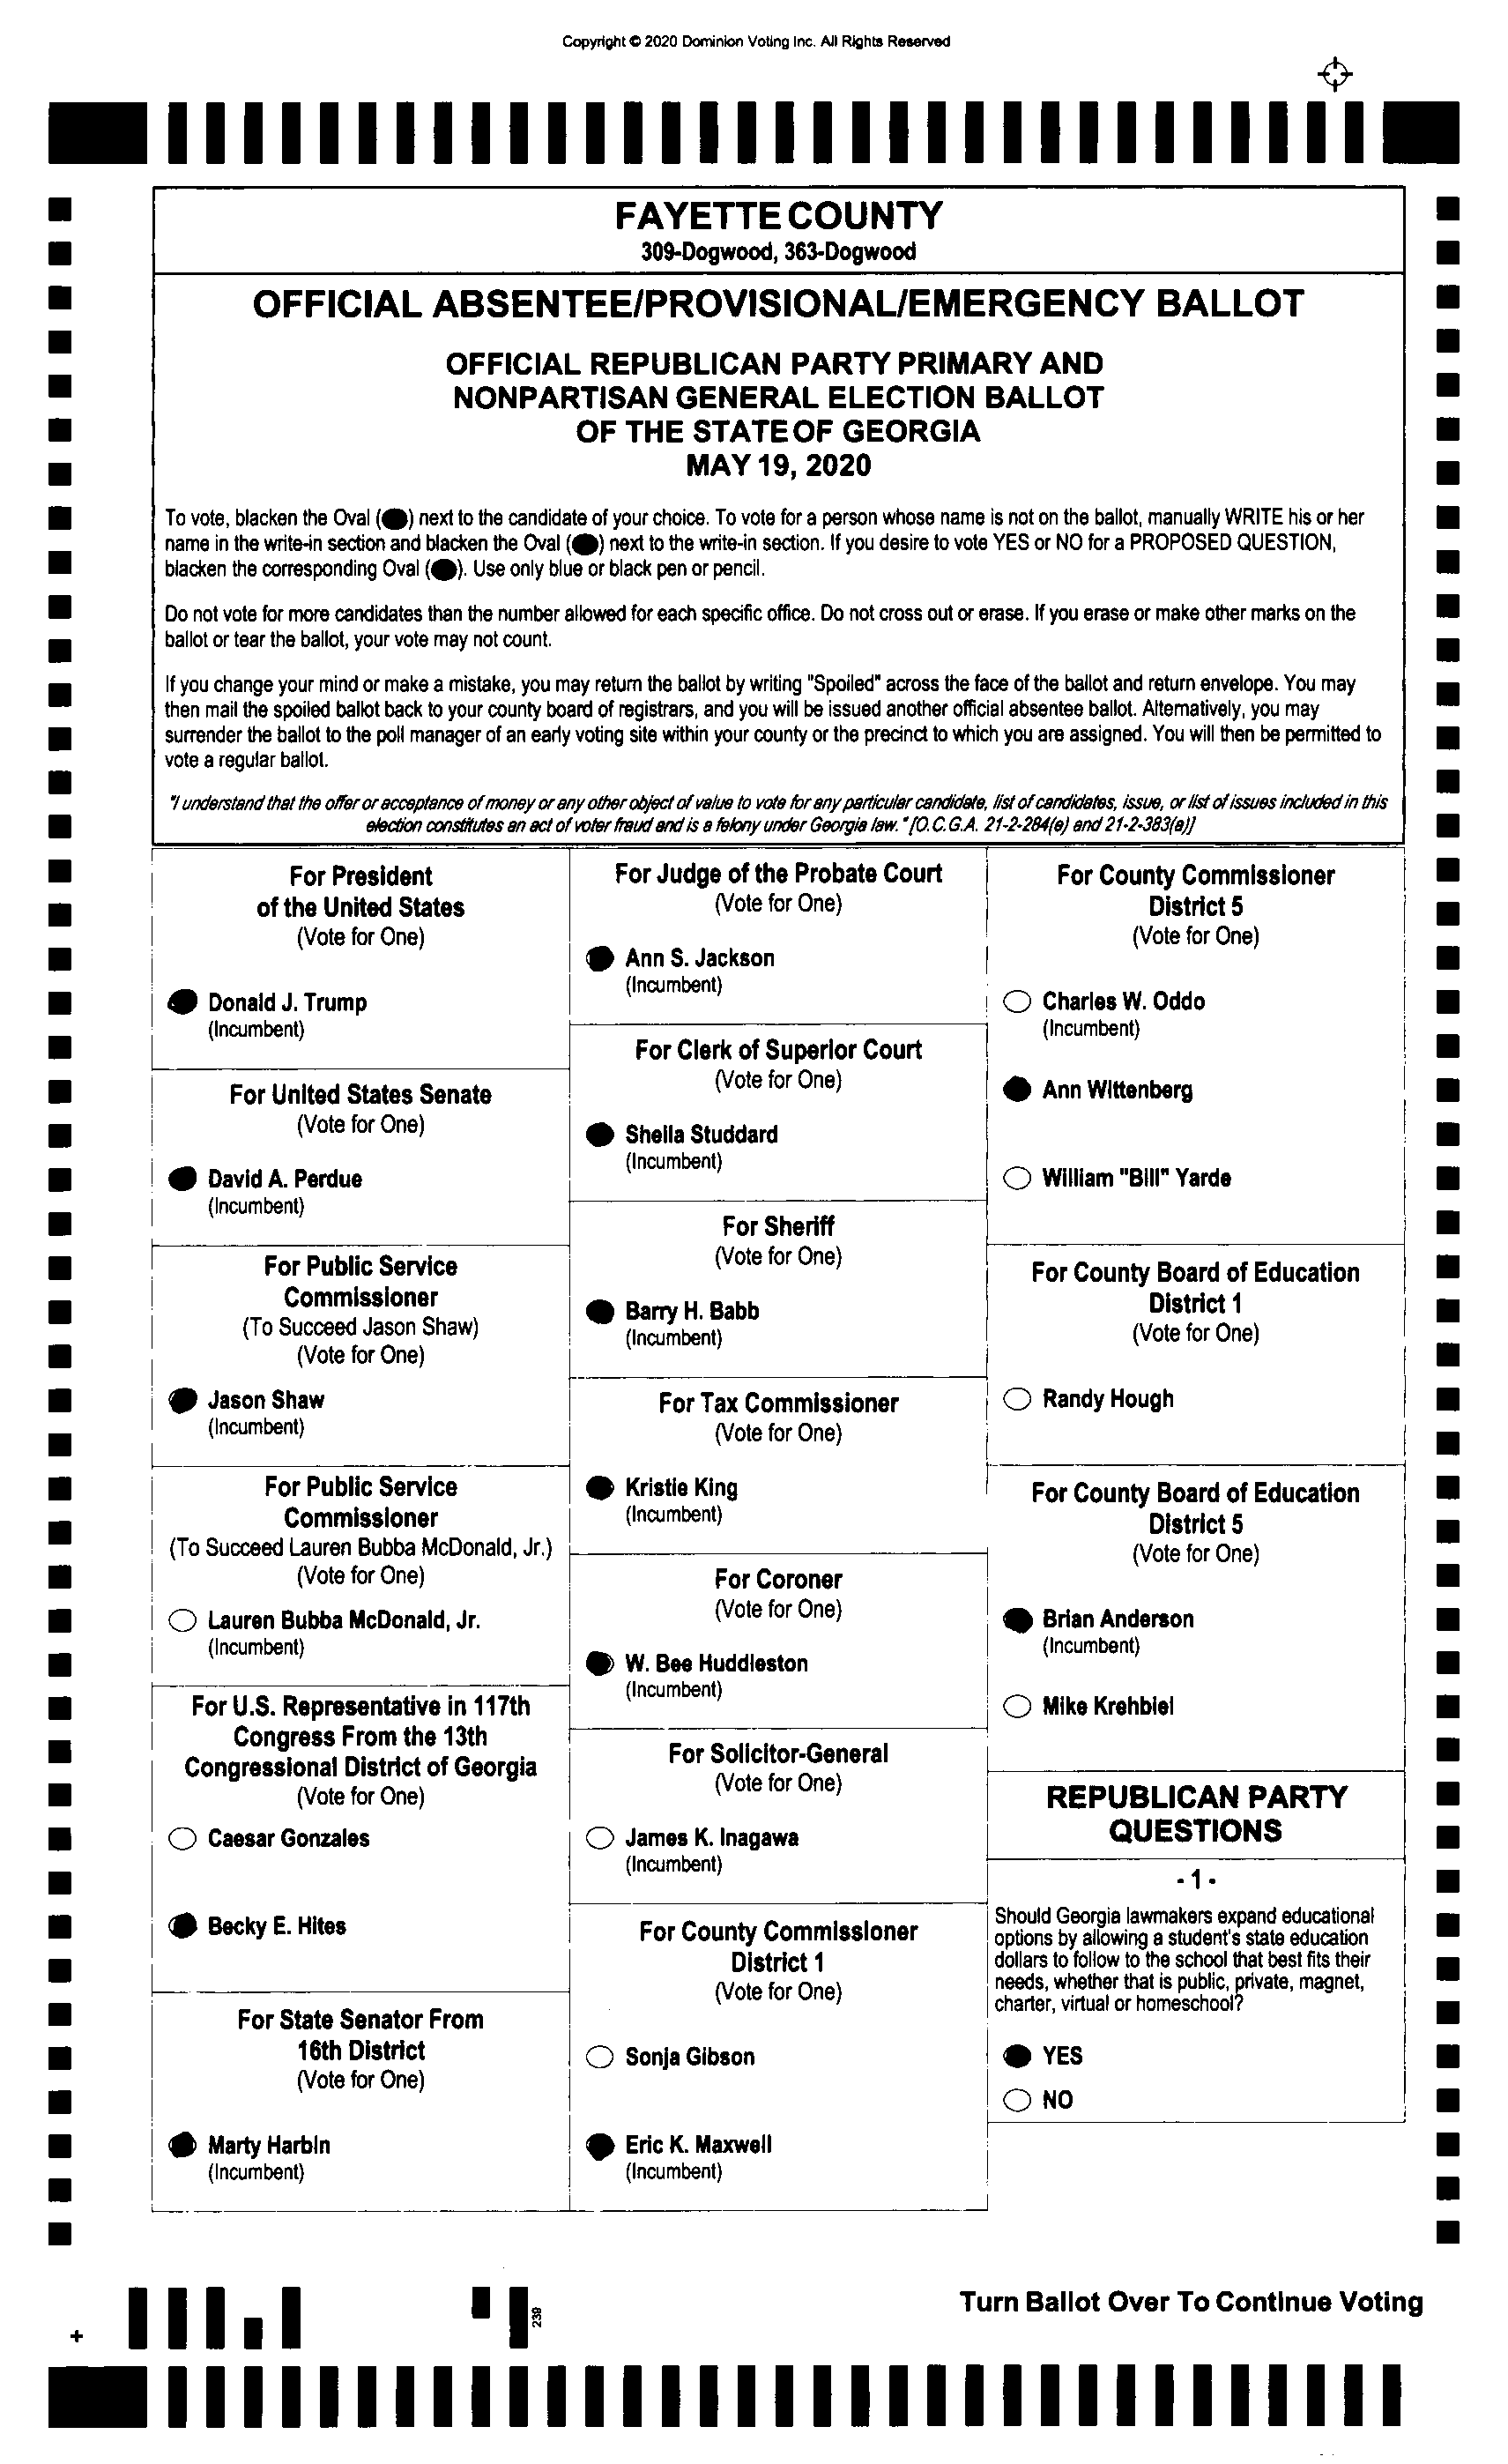 Copyright © 2020 Dominion Voting Inc. All Rights Reserved
FAYETTE COUNTY
309-Dogwood, 363-Dogwood
OFFICIAL ABSENTEE/PROVISIONAL/EMERGENCY BALLOT
OFFICIAL REPUBLICAN PARTY PRIMARY AND
NONPARTISAN GENERAL ELECTION BALLOT
OF THE STATE OF GEORGIA
MAY 19, 2020
To vote, blacken the Oval () next to the candidate of your choice. To vote for a person whose name is not on the ballot, manually WRITE his or her
name in the write-in section and blacken the Oval () next to the write-in section. If you desire to vote YES or NO for a PROPOSED QUESTION,
blacken the corresponding Oval (). Use only blue or black pen or pencil.
Do not vote for more candidates than the number allowed for each specific office. Do not cross out or erase. If you erase or make other marks on the
ballot or tear the ballot, your vote may not count.
If you change your mind or make a mistake, you may return the ballot by writing "Spoiled" across the face of the ballot and return envelope. You may
then mail the spoiled ballot back to your county board of registrars, and you will be issued another official absentee ballot. Alternatively, you may
surrender the ballot to the poll manager of an early voting site within your county or the precinct to which you are assigned. You will then be permitted to
vote a regular ballot.
"I understand that the offer or acceptance of money or any other object of value to vote for any particular candidate, list of candidates, issue, or list of issues included in this
election constitutes an act of voter fraud and is a felony under Georgia law." [O.C.G.A. 21-2-284(e) and 21-2-383(a)]
For President
of the United States
(Vote for One)
Donald J. Trump
(Incumbent)
For United States Senate
(Vote for One)
David A. Perdue
(Incumbent)
For Public Service
Commissioner
(To Succeed Jason Shaw)
(Vote for One)
Jason Shaw
(Incumbent)
For Public Service
Commissioner
(To Succeed Lauren Bubba McDonald, Jr.)
(Vote for One)
Lauren Bubba McDonald, Jr.
(Incumbent)
For U.S. Representative in 117th
Congress From the 13th
Congressional District of Georgia
(Vote for One)
Caesar Gonzales
Becky E. Hites
For State Senator From
16th District
(Vote for One)
Marty Harbin
(Incumbent)
For Judge of the Probate Court
(Vote for One)
Ann S. Jackson
(Incumbent)
For Clerk of Superior Court
(Vote for One)
Sheila Studdard
(Incumbent)
For Sheriff
(Vote for One)
Barry H. Babb
(Incumbent)
For Tax Commissioner
(Vote for One)
Kristie King
(Incumbent)
For Coroner
(Vote for One)
W. Bee Huddleston
(Incumbent)
For Solicitor-General
(Vote for One)
James K. Inagawa
(Incumbent)
For County Commissioner
District 1
(Vote for One)
Sonja Gibson
Eric K. Maxwell
(Incumbent)
For County Commissioner
District 5
(Vote for One)
Charles W. Oddo
(Incumbent)
Ann Wittenberg
William "Bill" Yarde
For County Board of Education
District 1
(Vote for One)
Randy Hough
For County Board of Education
District 5
(Vote for One)
Brian Anderson
(Incumbent)
Mike Krehbiel
REPUBLICAN PARTY
QUESTIONS
- 1 -
Should Georgia lawmakers expand educational
options by allowing a student's state education
dollars to follow to the school that best fits their
needs, whether that is public, private, magnet,
charter, virtual or homeschool?
YES
NO
239
Turn Ballot Over To Continue Voting